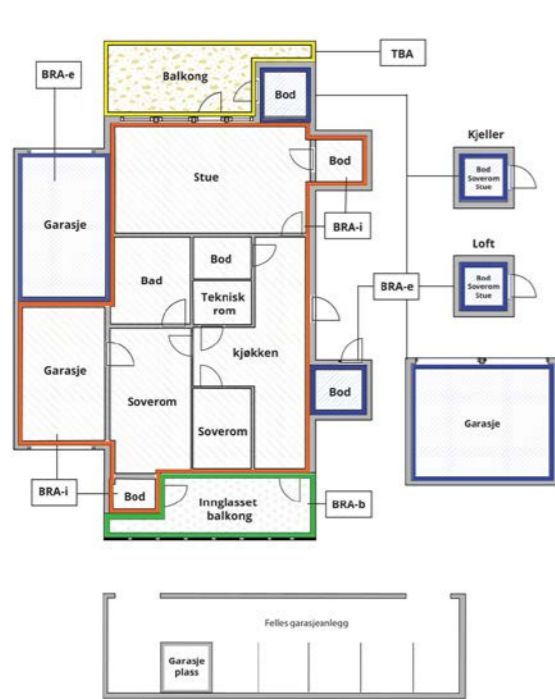 TBA
BRA-e
Balkong
Bod
Kjeller
Stue
Bod
Bod
Soverom
Stue
Garasje
BRA-i
Loft
Bad
Bod
Teknisk
rom
BRA-e
Bod
Soverom
Stue
Garasje
kjøkken
Bod
Garasje
Soverom
Soverom
BRA-i
Bod
Innglasset
balkong
BRA-b
Felles garasjeanlegg
Garasje
plass